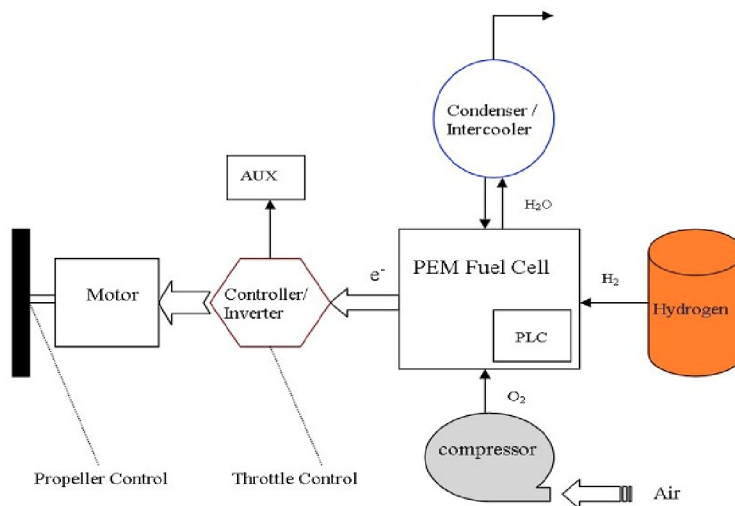 Condenser /
Intercooler
AUX
H₂O
e⁻
PEM Fuel Cell
H₂
Motor
Controller/
Inverter
Hydrogen
PLC
O₂
compressor
Propeller Control
Throttle Control
Air